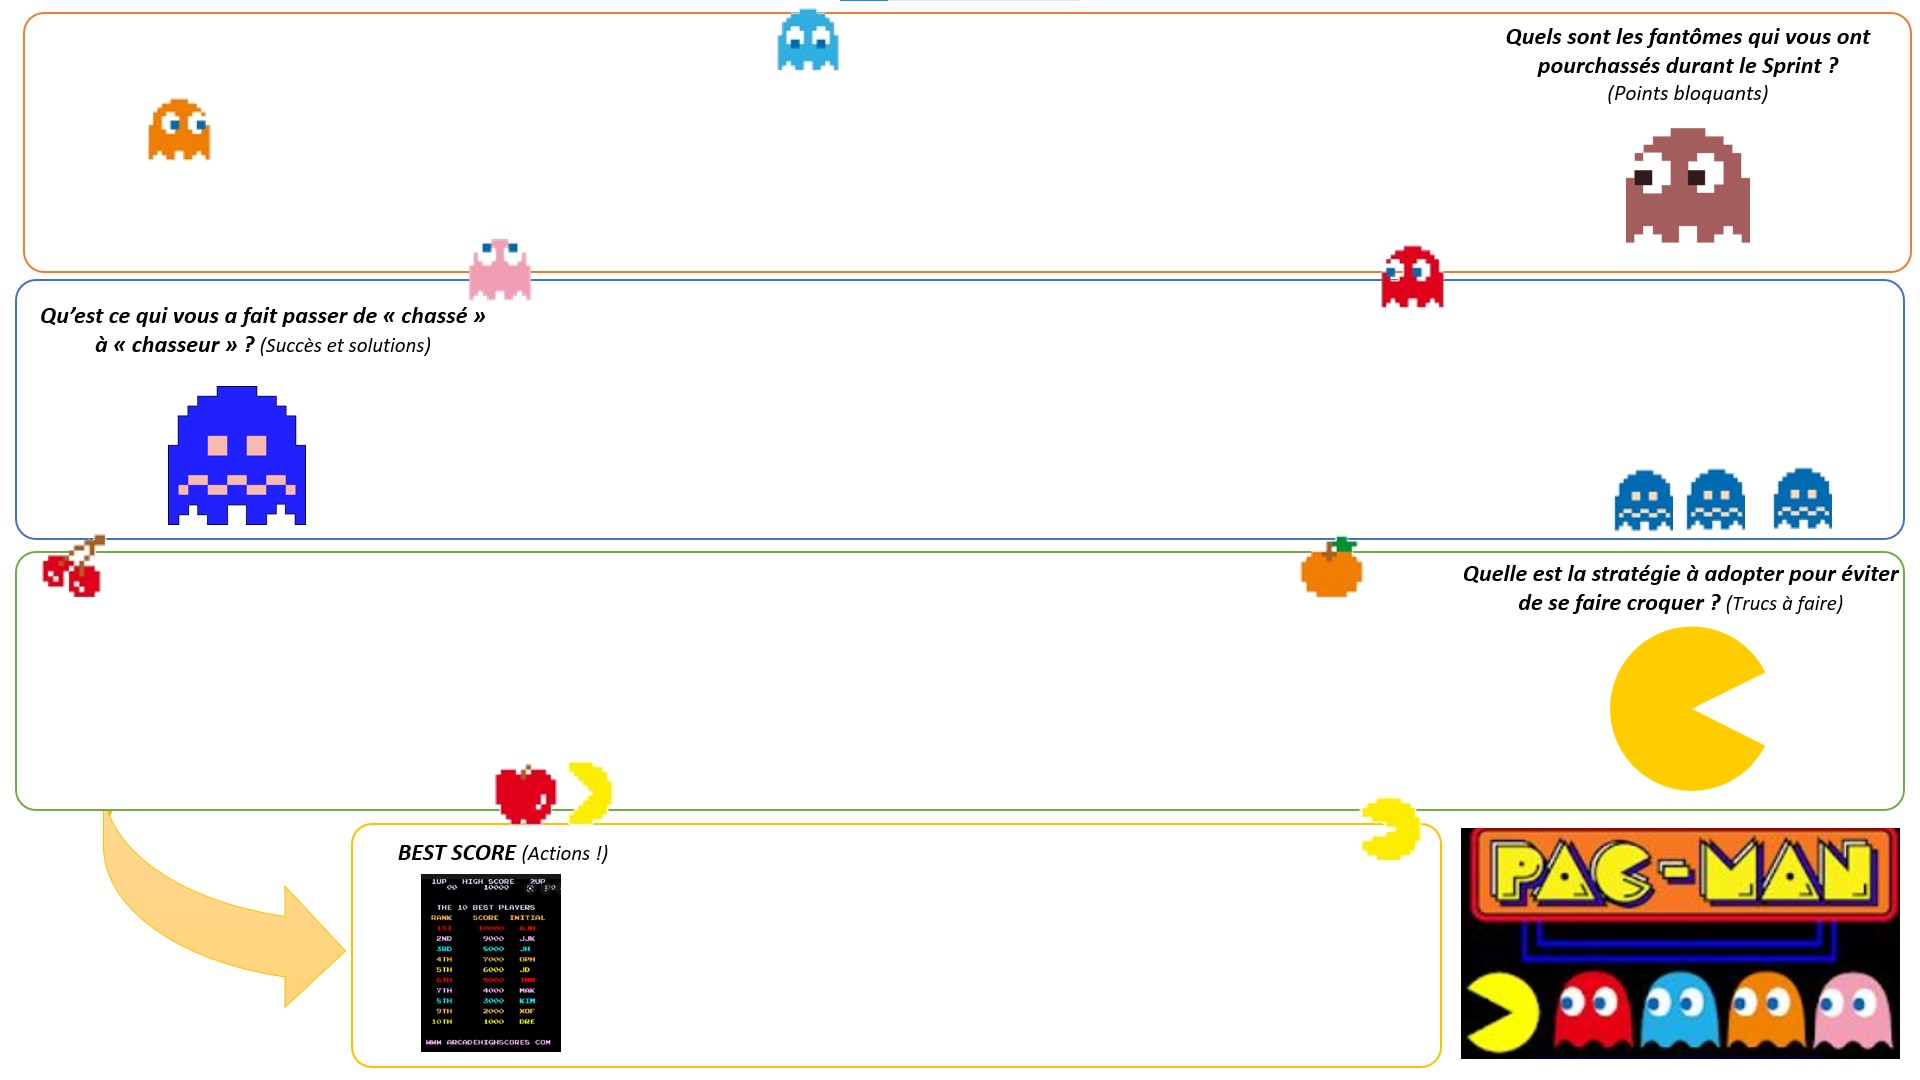 Quels sont les fantômes qui vous ont
pourchassés durant le Sprint ?
(Points bloquants)
Qu’est ce qui vous a fait passer de « chassé »
à « chasseur » ? (Succès et solutions)
Quelle est la stratégie à adopter pour éviter
de se faire croquer ? (Trucs à faire)
BEST SCORE (Actions !)
1UP HIGH SCORE 2UP
00 10000
THE 10 BEST PLAYERS
RANK SCORE INITIAL
1ST 10000 AJH
2ND 9000 JJK
3RD 8000 JH
4TH 7000 OPH
5TH 6000 JD
6TH 5000
7TH 4000 MAK
8TH 3000 KIM
9TH 2000 XOF
10TH 1000 DRE
WWW ARCADEHIGHSCORES COM
PAC-MAN